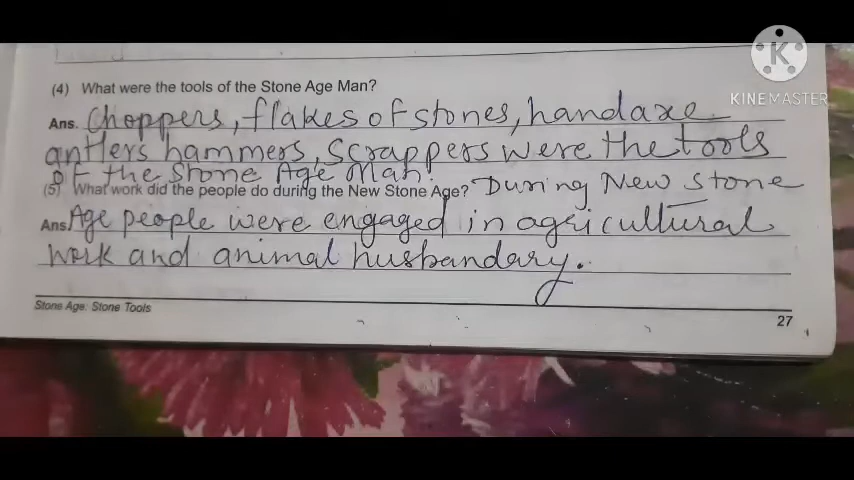 (4) What were the tools of the Stone Age Man?
Ans. Choppers, flakes of stones, handaxe
antlers hammers, scrappers were the tools
of the Stone Age Man.
(5) What work did the people do during the New Stone Age? During New Stone
Ans. Age people were engaged in agricultural
work and animal husbandary.
Stone Age: Stone Tools
27
K
KINEMASTER